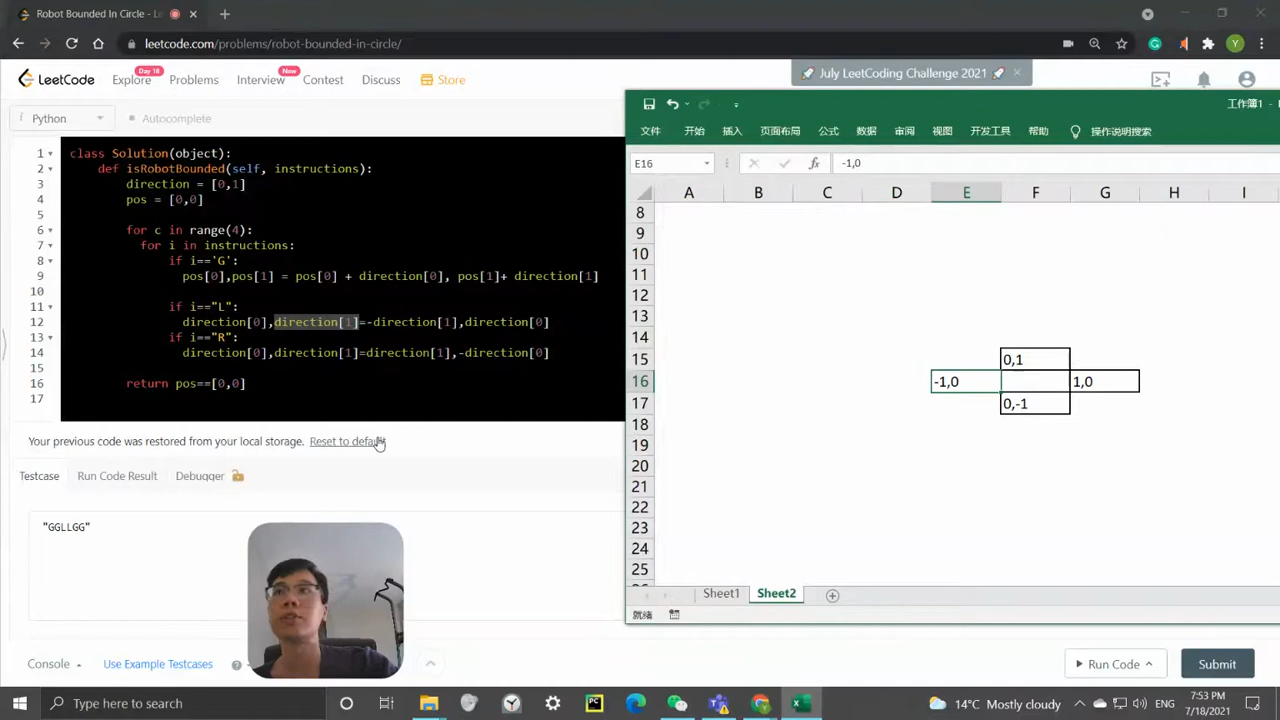 Robot Bounded In Circle - Le
leetcode.com/problems/robot-bounded-in-circle/
Y
LeetCode
Explore
Day 18
Problems
Interview
New
Contest
Discuss
Store
🚀 July LeetCoding Challenge 2021 🚀
i Python
Autocomplete
1 class Solution(object):
2 def isRobotBounded(self, instructions):
3 direction = [0,1]
4 pos = [0,0]
5
6 for c in range(4):
7 for i in instructions:
8 if i=='G':
9 pos[0],pos[1] = pos[0] + direction[0], pos[1]+ direction[1]
10
11 if i=="L":
12 direction[0],direction[1]=-direction[1],direction[0]
13 if i=="R":
14 direction[0],direction[1]=direction[1],-direction[0]
15
16 return pos==[0,0]
17
Your previous code was restored from your local storage. Reset to default
Testcase Run Code Result Debugger
"GGLLGG"
Console
Use Example Testcases
?
Run Code
Submit
工作簿1
文件 开始 插入 页面布局 公式 数据 审阅 视图 开发工具 帮助 操作说明搜索
E16
fx
-1,0
A B C D E F G H I
8
9
10
11
12
13
14
15 0,1
16 -1,0 1,0
17 0,-1
18
19
20
21
22
23
24
25
Sheet1 Sheet2
就绪
Type here to search
PC
14°C Mostly cloudy
ENG
7:53 PM
7/18/2021